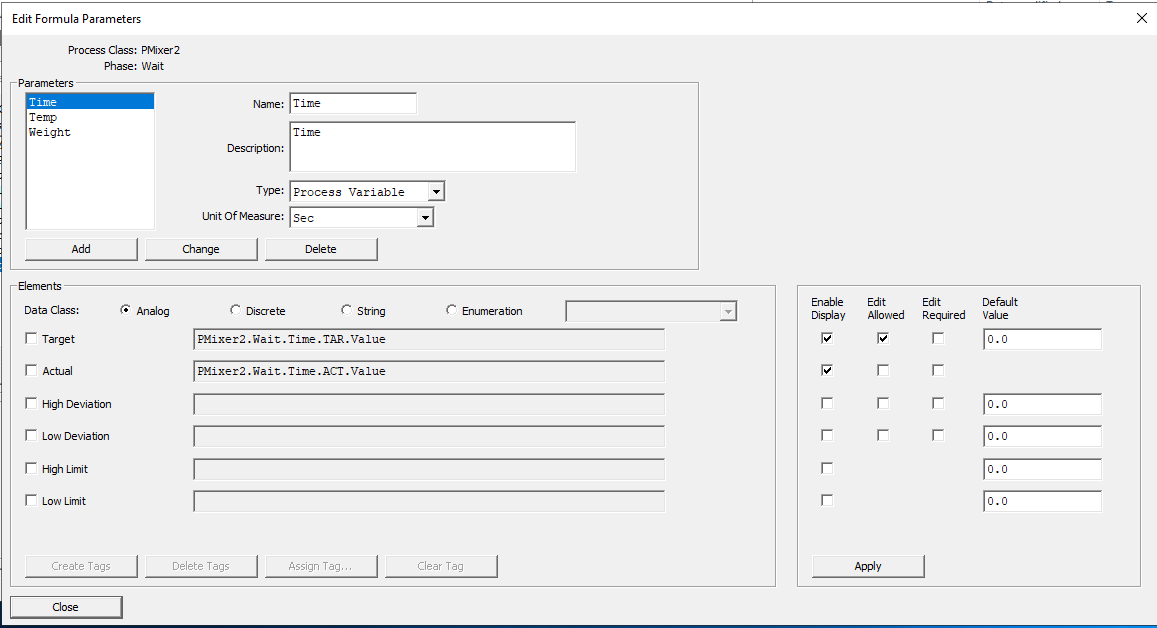 Edit Formula Parameters
Process Class: PMixer2
Phase: Wait
Parameters
Time
Temp
Weight
Name: Time
Description: Time
Type: Process Variable
Unit Of Measure: Sec
Add Change Delete
Elements
Data Class: Analog Discrete String Enumeration
Target PMixer2.Wait.Time.TAR.Value
Actual PMixer2.Wait.Time.ACT.Value
High Deviation
Low Deviation
High Limit
Low Limit
Create Tags Delete Tags Assign Tag... Clear Tag
Enable Display Edit Allowed Edit Required Default Value
0.0
0.0
0.0
0.0
0.0
Apply
Close